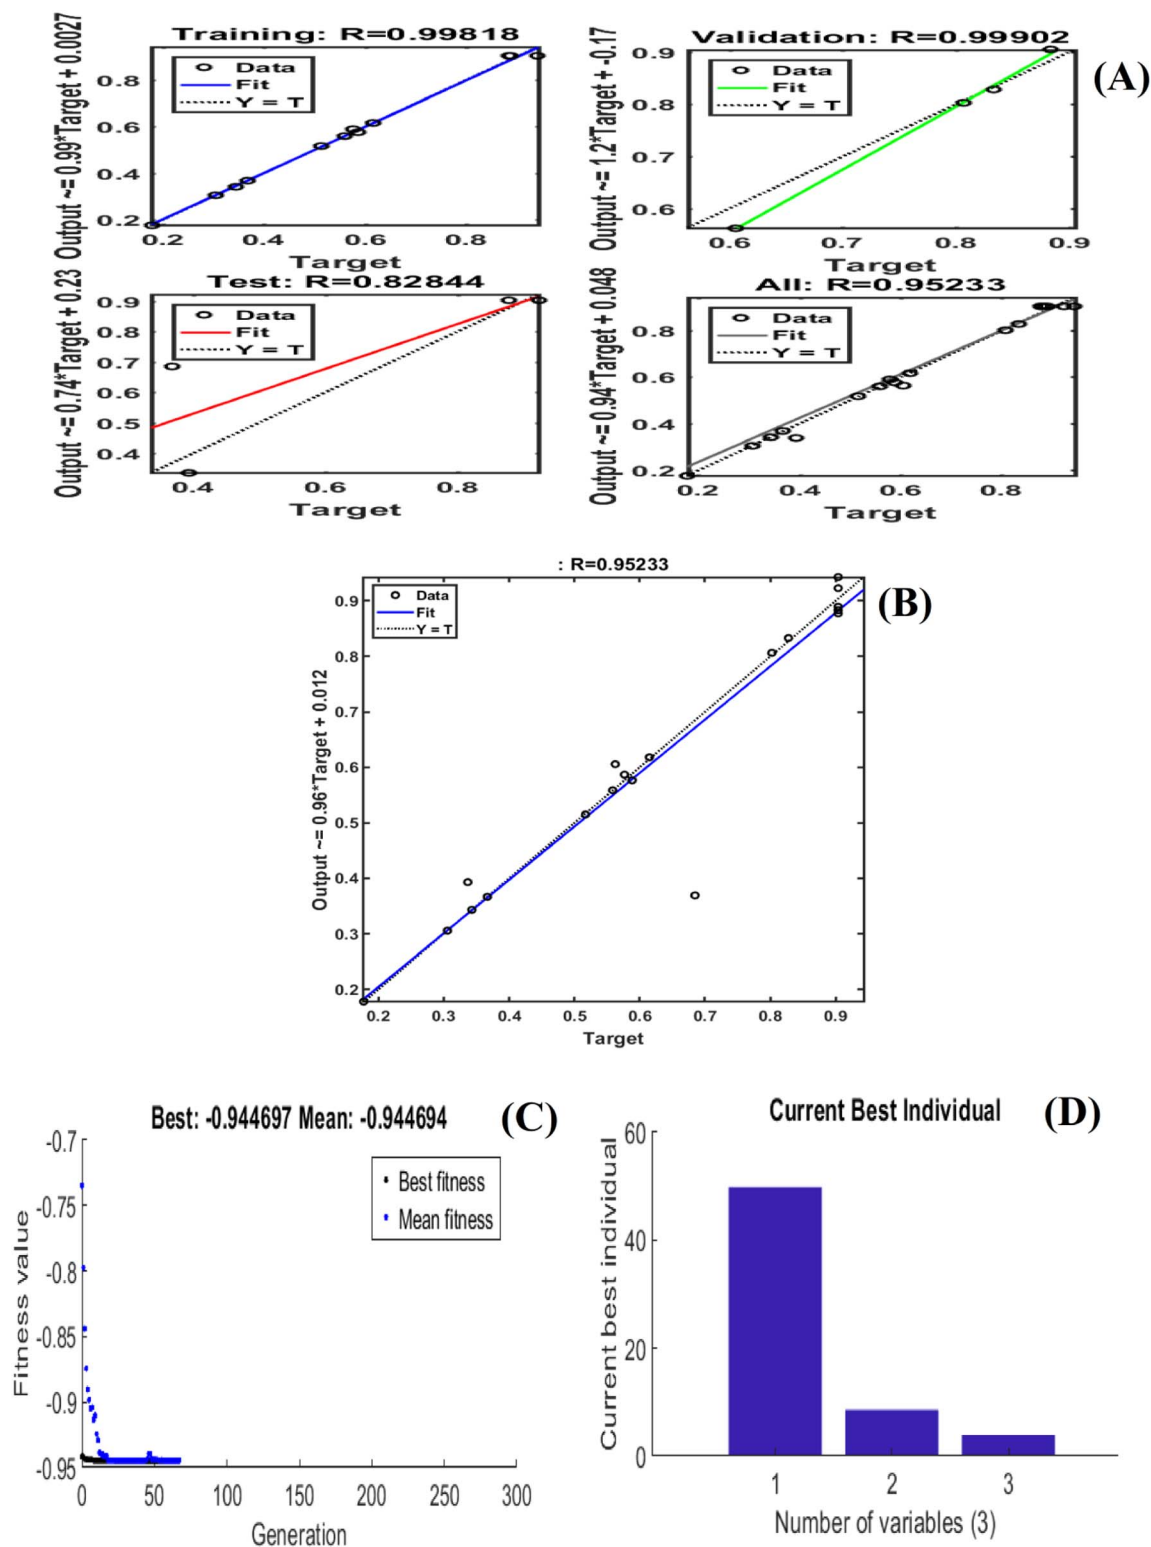 Training: R=0.99818
Output ~= 0.99*Target + 0.0027
Data
Fit
Y = T
0.8
0.6
0.4
0.2
0.2 0.4 0.6 0.8
Target
Validation: R=0.99902
(A)
Output ~= 1.2*Target + -0.17
Data
Fit
Y = T
0.9
0.8
0.7
0.6
0.6 0.7 0.8 0.9
Target
Test: R=0.82844
Output ~= 0.74*Target + 0.23
Data
Fit
Y = T
0.9
0.8
0.7
0.6
0.5
0.4
0.4 0.6 0.8
Target
All: R=0.95233
Output ~= 0.94*Target + 0.048
Data
Fit
Y = T
0.8
0.6
0.4
0.2
0.2 0.4 0.6 0.8
Target
: R=0.95233
(B)
Output ~= 0.96*Target + 0.012
Data
Fit
Y = T
0.9
0.8
0.7
0.6
0.5
0.4
0.3
0.2
0.2 0.3 0.4 0.5 0.6 0.7 0.8 0.9
Target
Best: -0.944697 Mean: -0.944694
(C)
Fitness value
Best fitness
Mean fitness
-0.7
-0.75
-0.8
-0.85
-0.9
-0.95
0 50 100 150 200 250 300
Generation
Current Best Individual
(D)
Current best individual
60
40
20
0
1 2 3
Number of variables (3)